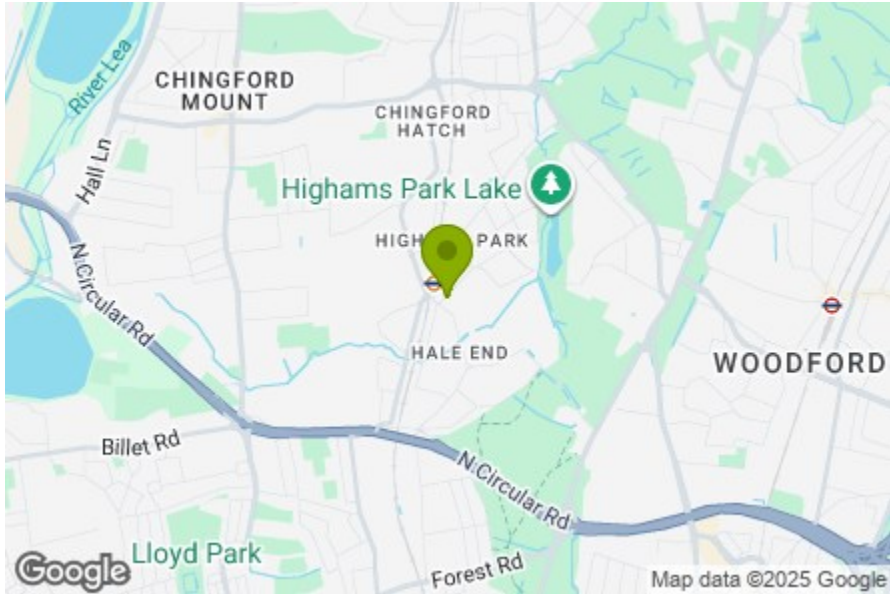 River Lea
CHINGFORD
MOUNT
CHINGFORD
HATCH
Hall Ln
Highams Park Lake
HIGH PARK
N Circular Rd
HALE END
WOODFORD
Billet Rd
N Circular Rd
Lloyd Park
Forest Rd
Google
Map data ©2025 Google